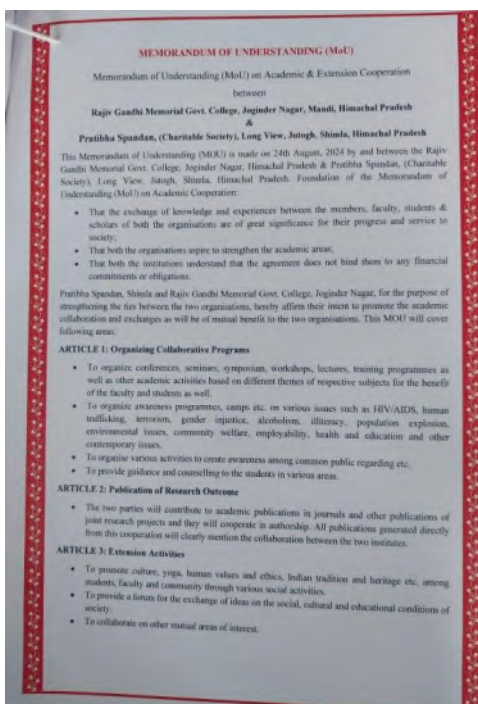 MEMORANDUM OF UNDERSTANDING (MoU)
Memorandum of Understanding (MoU) on Academic & Extension Cooperation
between
Rajiv Gandhi Memorial Govt. College, Joginder Nagar, Mandi, Himachal Pradesh
&
Pratibha Spandan, (Charitable Society), Long View, Jutogh, Shimla, Himachal Pradesh
This Memorandum of Understanding (MOU) is made on 24th August, 2024 by and between the Rajiv
Gandhi Memorial Govt. College, Joginder Nagar, Himachal Pradesh & Pratibha Spandan, (Charitable
Society), Long View, Jutogh, Shimla, Himachal Pradesh. Foundation of the Memorandum of
Understanding (MoU) on Academic Cooperation:
• That the exchange of knowledge and experiences between the members, faculty, students &
scholars of both the organisations are of great significance for their progress and service to
society;
• That both the organisations aspire to strengthen the academic areas;
• That both the institutions understand that the agreement does not bind them to any financial
commitments or obligations.
Pratibha Spandan, Shimla and Rajiv Gandhi Memorial Govt. College, Joginder Nagar, for the purpose of
strengthening the ties between the two organisations, hereby affirm their intent to promote the academic
collaboration and exchanges as will be of mutual benefit to the two organisations. This MOU will cover
following areas:
ARTICLE 1: Organizing Collaborative Programs
• To organize conferences, seminars, symposium, workshops, lectures, training programmes as
well as other academic activities based on different themes of respective subjects for the benefit
of the faculty and students as well.
• To organize awareness programmes, camps etc. on various issues such as HIV/AIDS, human
trafficking, terrorism, gender injustice, alcoholism, illiteracy, population explosion,
environmental issues, community welfare, employability, health and education and other
contemporary issues.
• To organise various activities to create awareness among common public regarding etc.
• To provide guidance and counselling to the students in various areas.
ARTICLE 2: Publication of Research Outcome
• The two parties will contribute to academic publications in journals and other publications of
joint research projects and they will cooperate in authorship. All publications generated directly
from this cooperation will clearly mention the collaboration between the two institutes.
ARTICLE 3: Extension Activities
• To promote culture, yoga, human values and ethics, Indian tradition and heritage etc. among
students, faculty and community through various social activities.
• To provide a forum for the exchange of ideas on the social, cultural and educational conditions of
society.
• To collaborate on other mutual areas of interest.